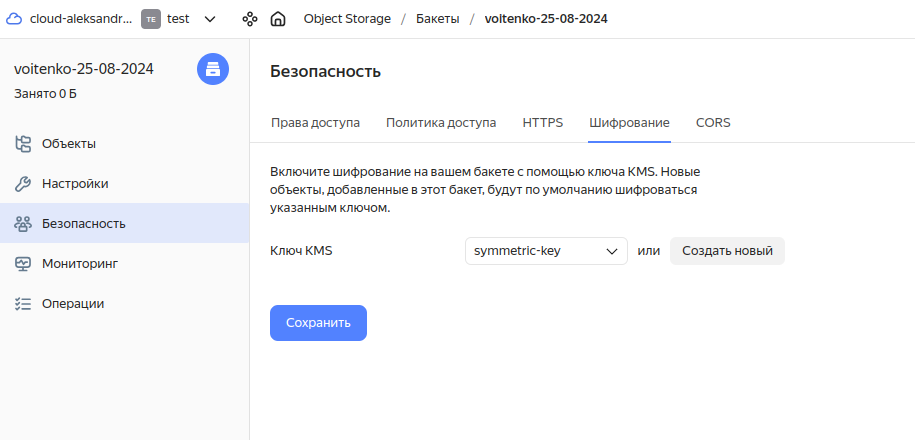 cloud-aleksandr... TE test Object Storage / Бакеты / voitenko-25-08-2024
voitenko-25-08-2024
Занято 0 Б
Объекты
Настройки
Безопасность
Мониторинг
Операции
Безопасность
Права доступа Политика доступа HTTPS Шифрование CORS
Включите шифрование на вашем бакете с помощью ключа KMS. Новые
объекты, добавленные в этот бакет, будут по умолчанию шифроваться
указанным ключом.
Ключ KMS symmetric-key или Создать новый
Сохранить